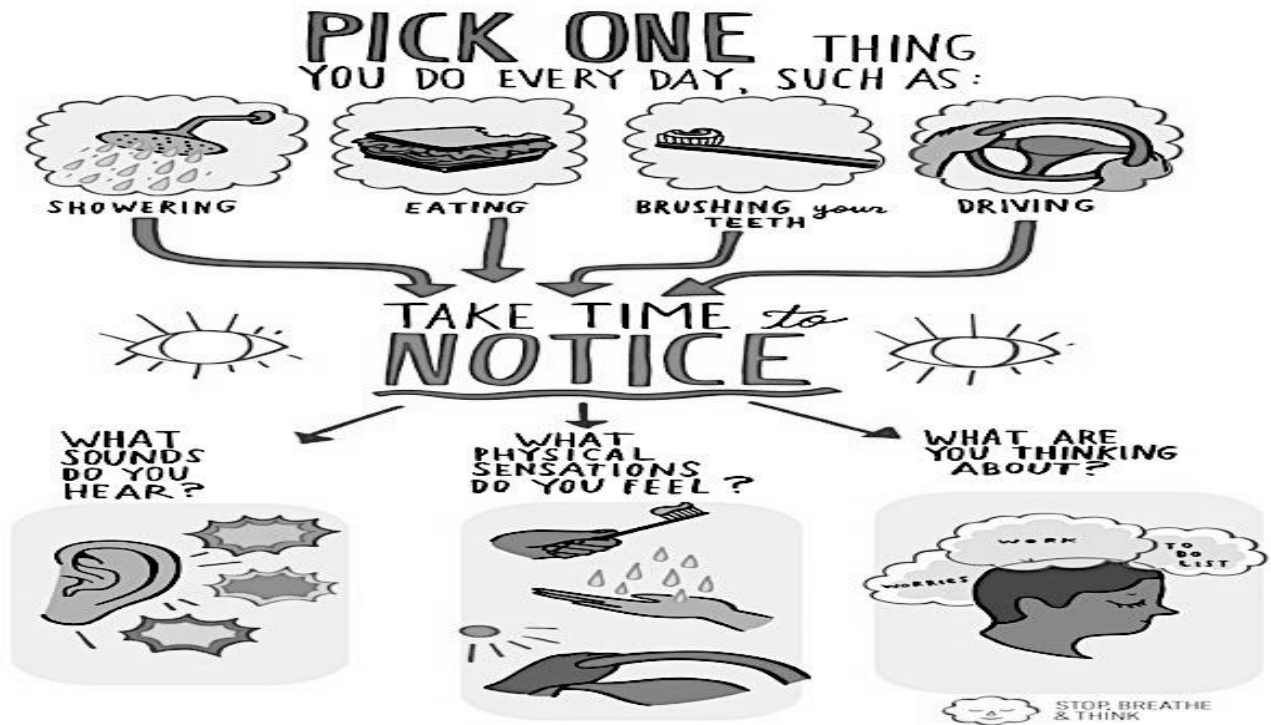 PICK ONE THING
YOU DO EVERY DAY, SUCH AS:
SHOWERING
EATING
BRUSHING your
TEETH
DRIVING
TAKE TIME to
NOTICE
WHAT
SOUNDS
DO YOU
HEAR?
WHAT
PHYSICAL
SENSATIONS
DO YOU FEEL?
WHAT ARE
YOU THINKING
ABOUT?
WORRIES
WORK
TO
DO
LIST
STOP, BREATHE
& THINK